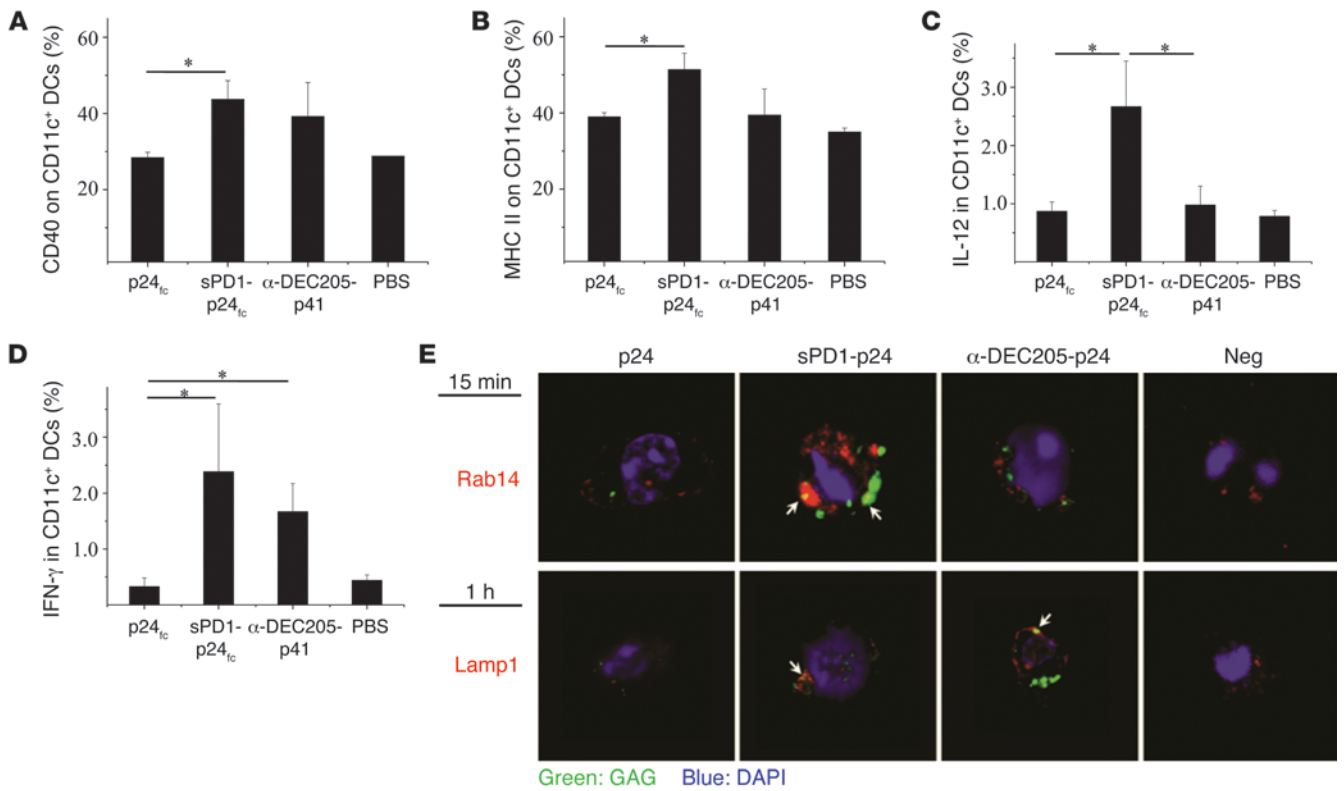 A
CD40 on CD11c⁺ DCs (%)
60
40
20
*
p24fc
sPD1-p24fc
α-DEC205-p41
PBS
B
MHC II on CD11c⁺ DCs (%)
60
40
20
*
p24fc
sPD1-p24fc
α-DEC205-p41
PBS
C
IL-12 in CD11c⁺ DCs (%)
3.0
2.0
1.0
*
*
p24fc
sPD1-p24fc
α-DEC205-p41
PBS
D
IFN-γ in CD11c⁺ DCs (%)
3.0
2.0
1.0
*
*
p24fc
sPD1-p24fc
α-DEC205-p41
PBS
E
p24
sPD1-p24
α-DEC205-p24
Neg
15 min
Rab14
1 h
Lamp1
Green: GAG
Blue: DAPI